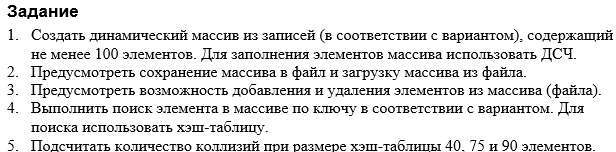 Задание
1. Создать динамический массив из записей (в соответствии с вариантом), содержащий
не менее 100 элементов. Для заполнения элементов массива использовать ДСЧ.
2. Предусмотреть сохранение массива в файл и загрузку массива из файла.
3. Предусмотреть возможность добавления и удаления элементов из массива (файла).
4. Выполнить поиск элемента в массиве по ключу в соответствии с вариантом. Для
поиска использовать хэш-таблицу.
5. Подсчитать количество коллизий при размере хэш-таблицы 40, 75 и 90 элементов.